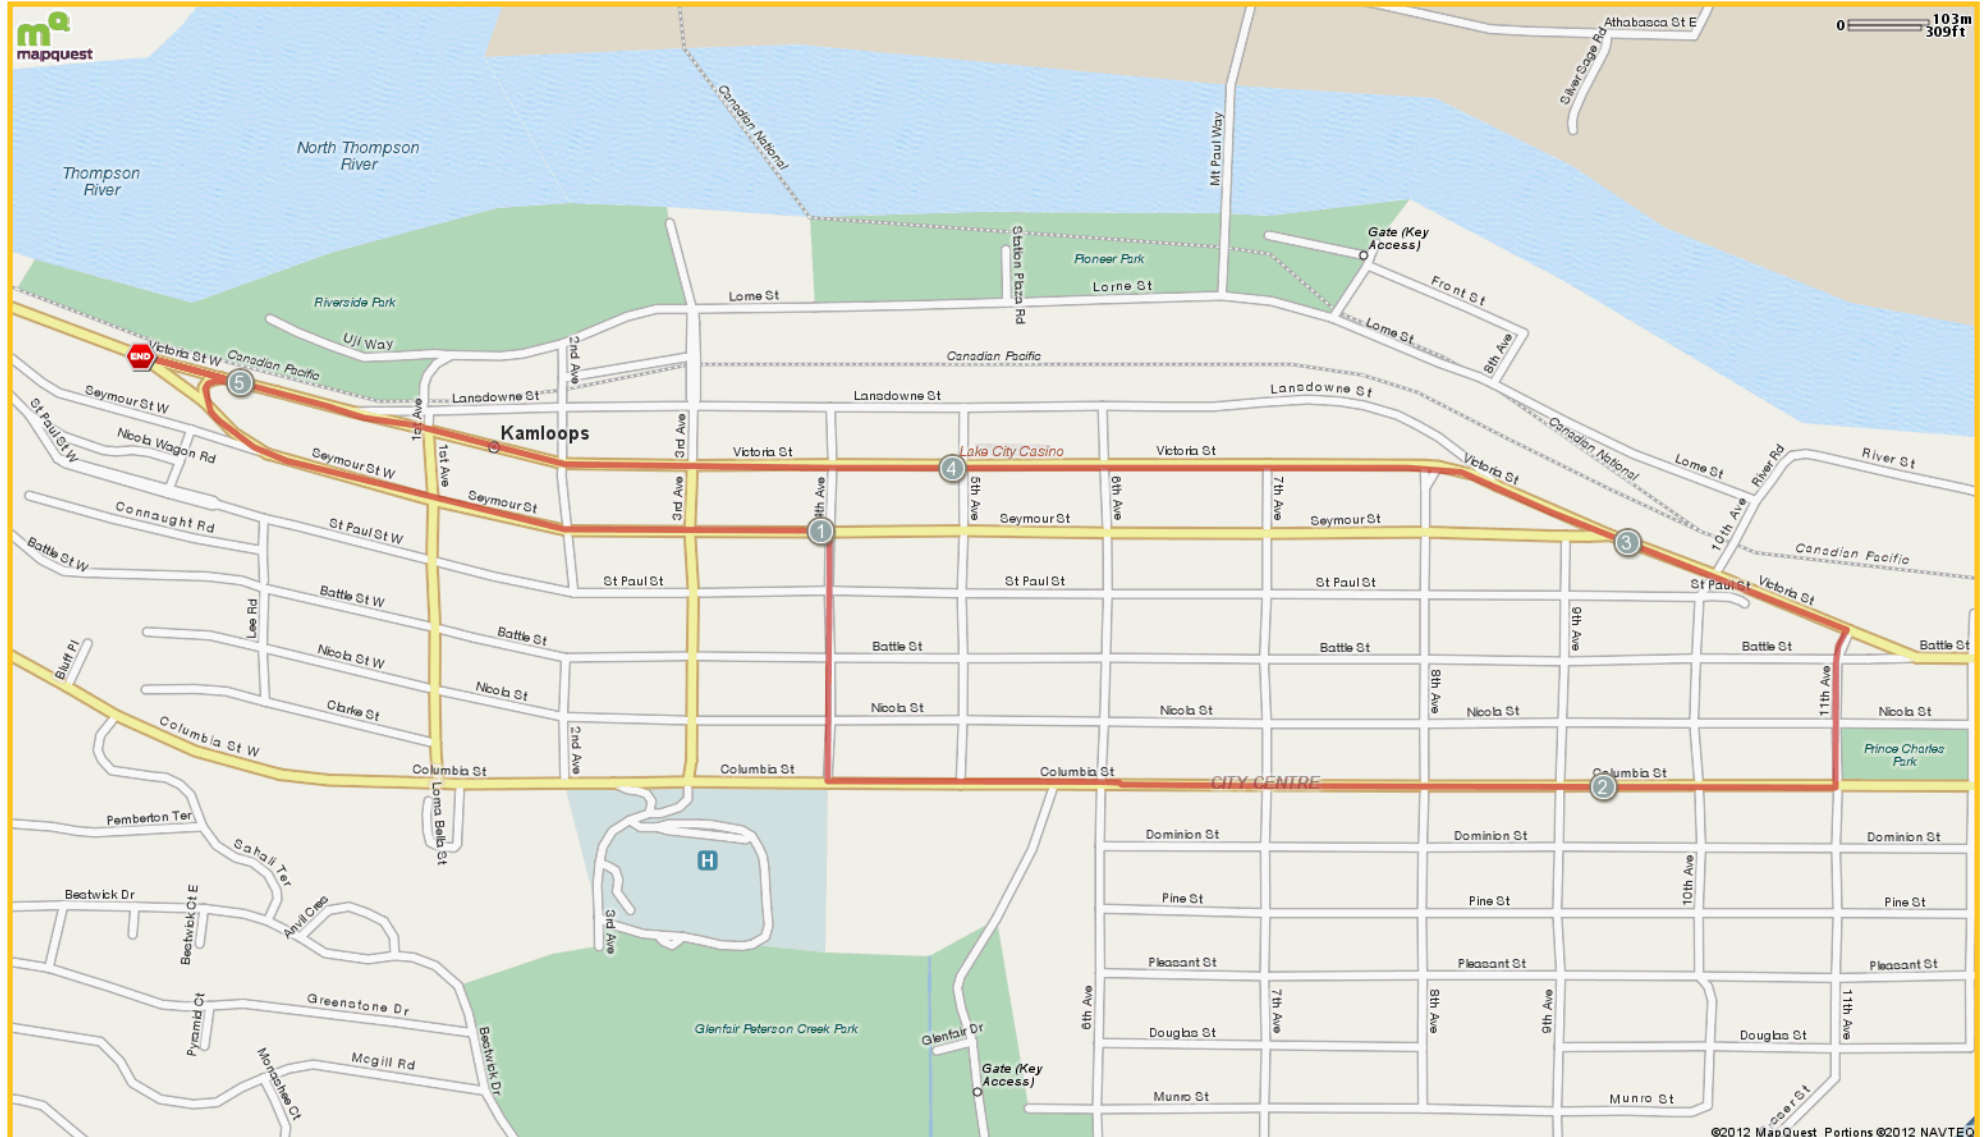 mapquest
Athabasca St E
0
103m
309ft
Silver Sage Rd
Canadian National
Mt Paul Way
North Thompson
River
Thompson
River
Gate (Key
Access)
Station Plaza Rd
Pioneer Park
Front St
Riverside Park
Lorne St
Lorne St
Lorne St
Uji Way
2nd Ave
8th Ave
END
Victoria St W
Canadian Pacific
Canadian Pacific
5
Seymour St W
Lansdowne St
Lansdowne St
Lansdowne St
St Paul St W
1st Ave
Kamloops
3rd Ave
Nicola Wagon Rd
Victoria St
Lake City Casino
Victoria St
Canadian National
1st Ave
Seymour St W
4
Victoria St
Lorne St
River Rd
River St
3rd Ave
4th Ave
5th Ave
6th Ave
7th Ave
Seymour St
Connaught Rd
St Paul St W
1
Seymour St
Seymour St
3
10th Ave
Canadian Pacific
Battle St W
St Paul St
St Paul St
St Paul St
St Paul St
Victoria St
Battle St W
Lee Rd
9th Ave
Battle St
Battle St
Battle St
Battle St
Battle St
Bluff Pl
Nicola St W
Nicola St
8th Ave
11th Ave
Clarke St
Nicola St
Nicola St
Nicola St
Nicola St
Columbia St W
2nd Ave
Prince Charles
Park
Columbia St
Columbia St
Columbia St
CITY CENTRE
Columbia St
2
Loma Bella St
Pemberton Ter
Dominion St
Dominion St
Dominion St
Sahali Ter
H
10th Ave
Bestwick Dr
Bestwick Ct E
Anvil Cres
Pine St
Pine St
Pine St
3rd Ave
Pleasant St
Pleasant St
Pleasant St
Pyramid Ct
Greenstone Dr
6th Ave
7th Ave
8th Ave
9th Ave
11th Ave
Glenfair Peterson Creek Park
Glenfair Dr
Douglas St
Douglas St
Bestwick Dr
Monashee Ct
Mcgill Rd
Gate (Key
Access)
Munro St
Munro St
©2012 MapQuest Portions ©2012 NAVTEQ